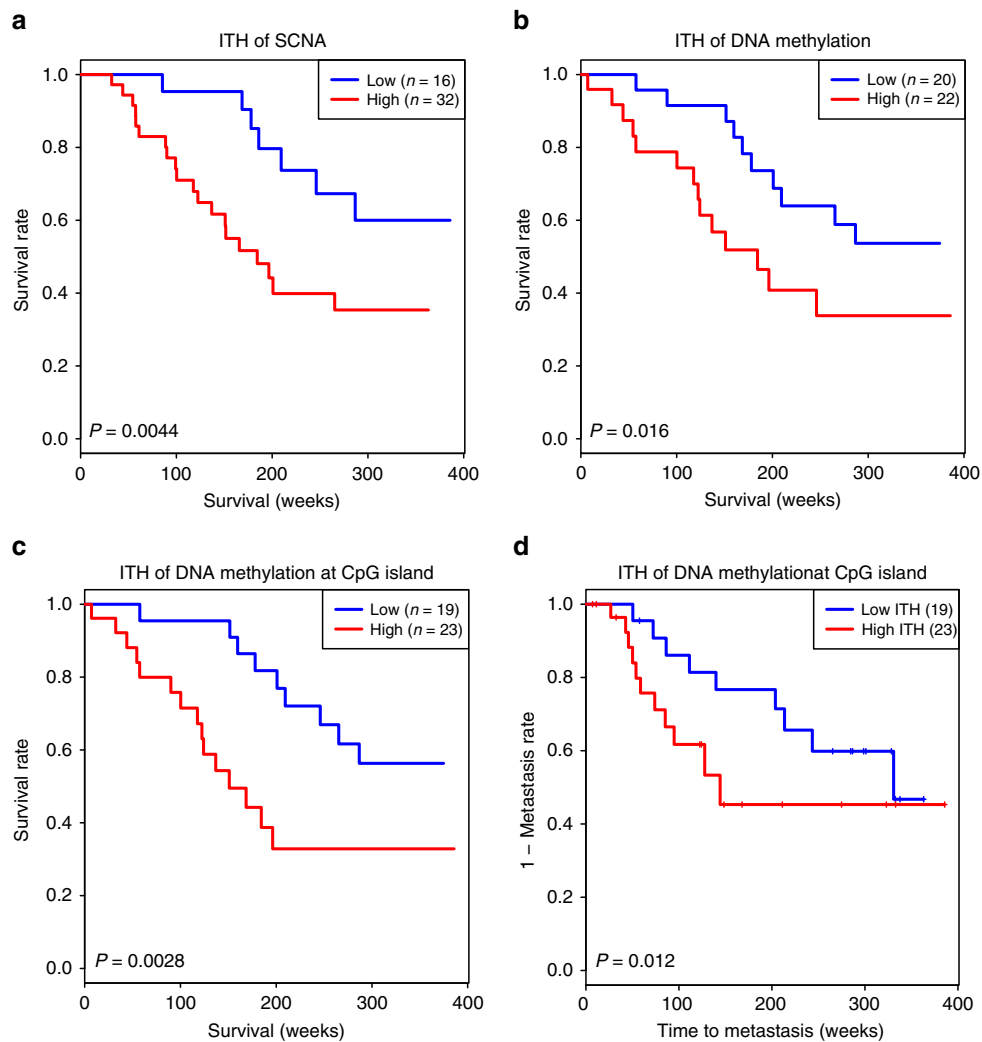 a
ITH of SCNA
Low (n = 16)
High (n = 32)
1.0
0.8
0.6
0.4
0.2
0.0
Survival rate
P = 0.0044
0 100 200 300 400
Survival (weeks)
b
ITH of DNA methylation
Low (n = 20)
High (n = 22)
1.0
0.8
0.6
0.4
0.2
0.0
Survival rate
P = 0.016
0 100 200 300 400
Survival (weeks)
c
ITH of DNA methylation at CpG island
Low (n = 19)
High (n = 23)
1.0
0.8
0.6
0.4
0.2
0.0
Survival rate
P = 0.0028
0 100 200 300 400
Survival (weeks)
d
ITH of DNA methylationat CpG island
Low ITH (19)
High ITH (23)
1.0
0.8
0.6
0.4
0.2
0.0
1 – Metastasis rate
P = 0.012
0 100 200 300 400
Time to metastasis (weeks)